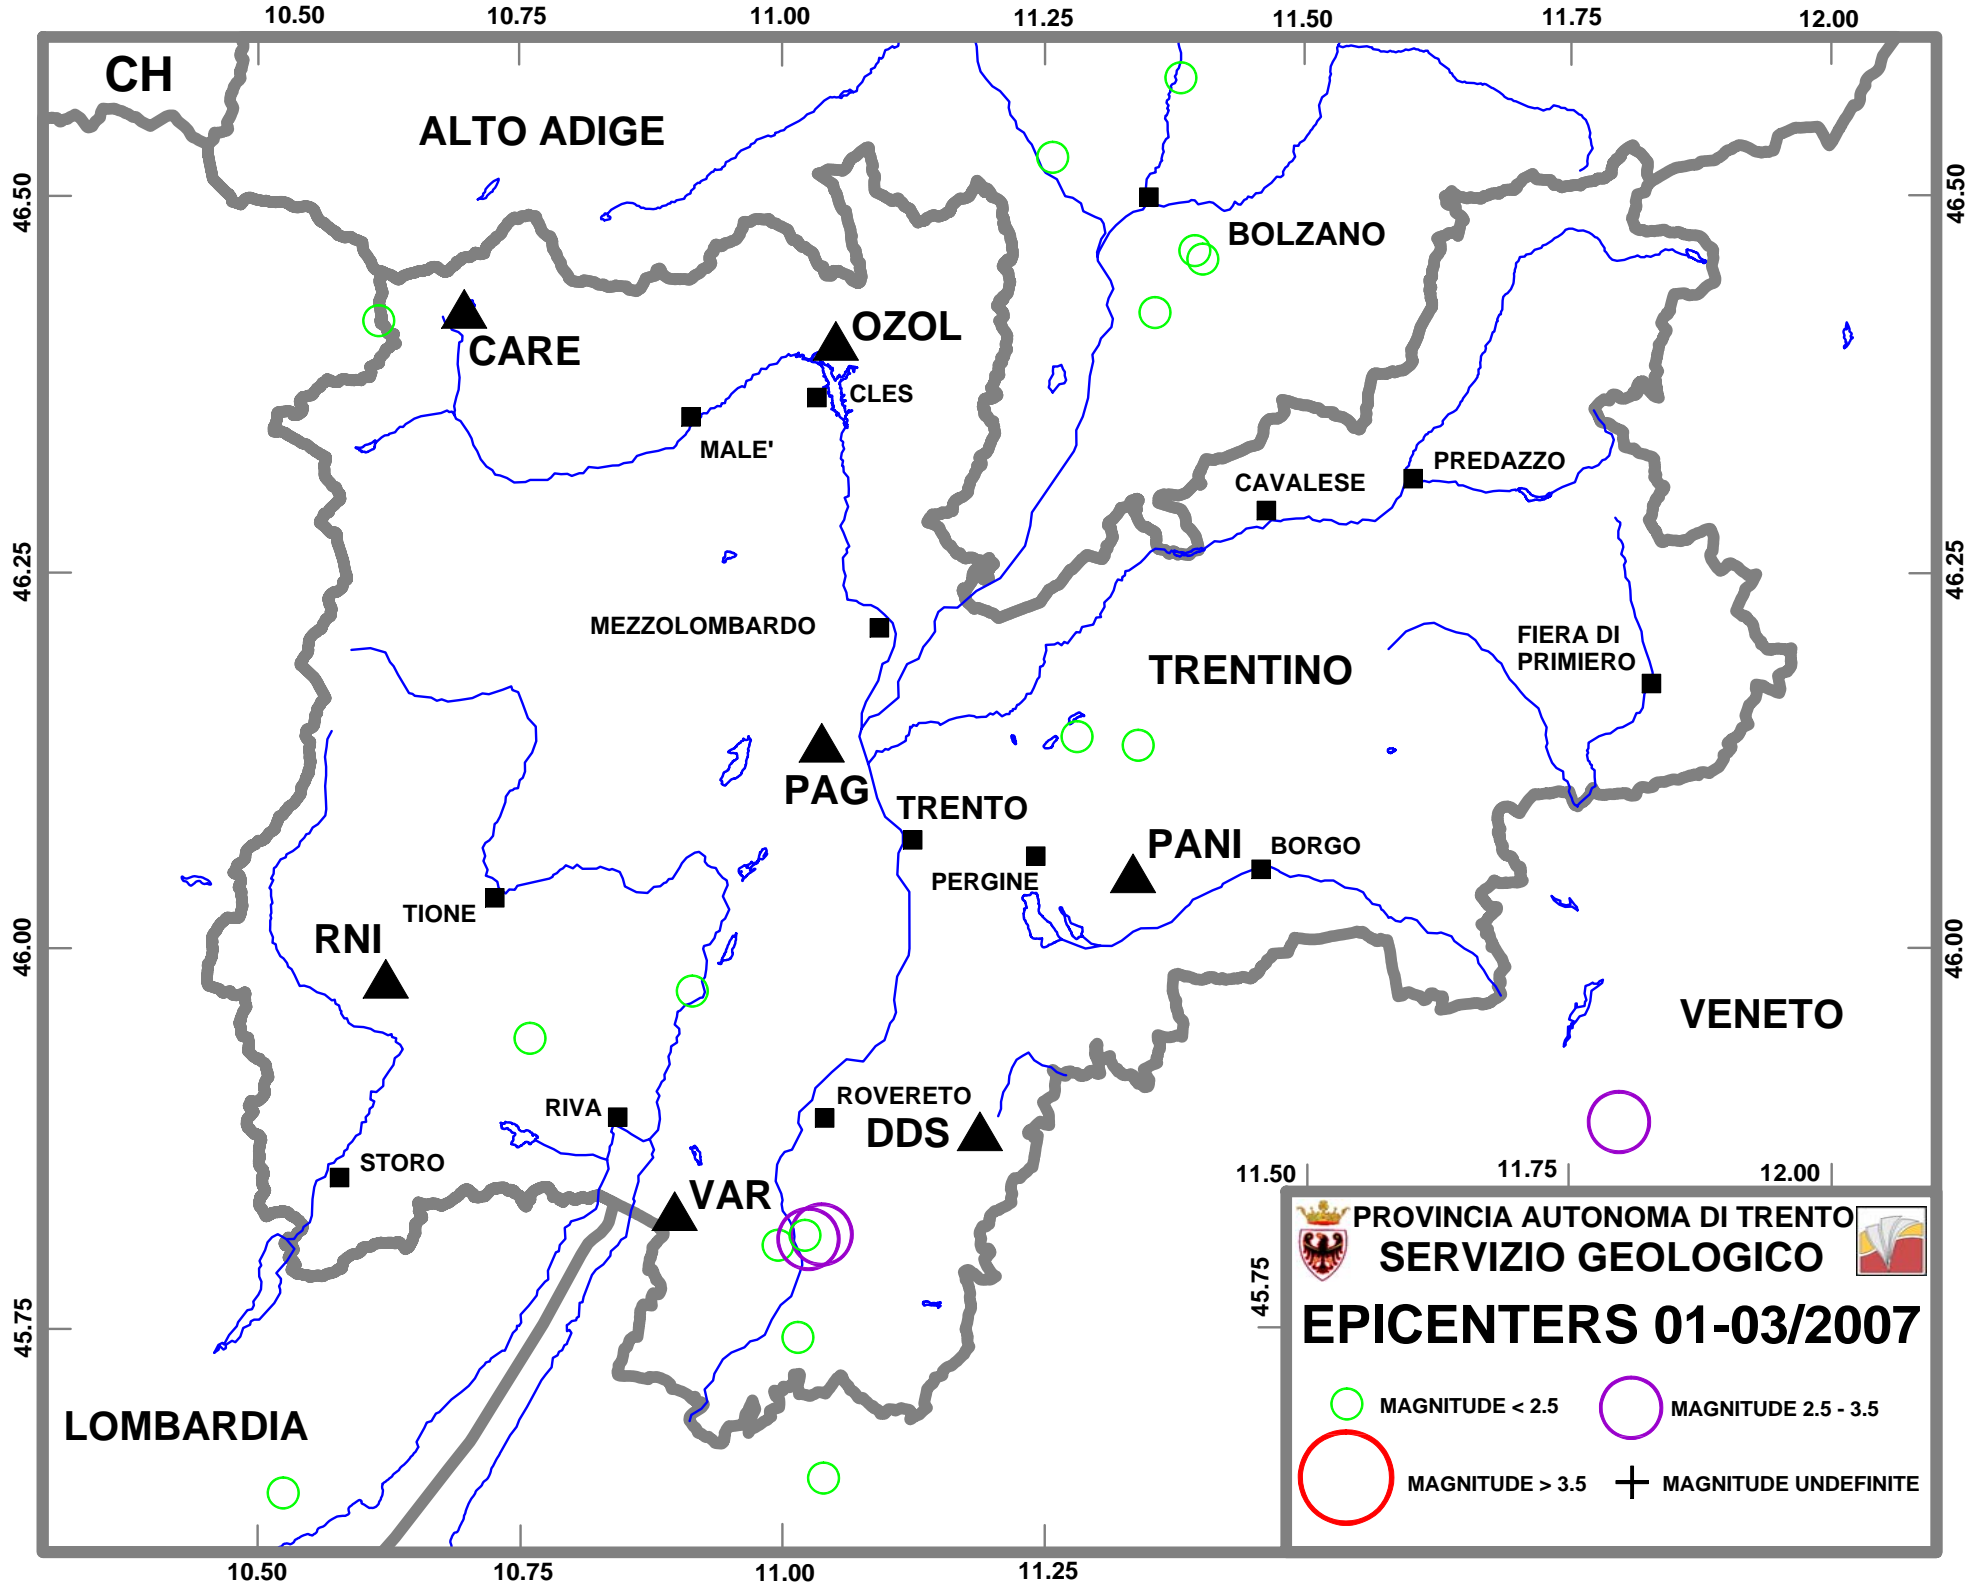 10.50 10.75 11.00 11.25 11.50 11.75 12.00
CH
ALTO ADIGE
46.50
46.50
BOLZANO
OZOL
CARE
CLES
MALE'
PREDAZZO
CAVALESE
46.25
46.25
MEZZOLOMBARDO
FIERA DI
PRIMIERO
TRENTINO
PAG
TRENTO
PANI
BORGO
PERGINE
TIONE
RNI
46.00
46.00
VENETO
RIVA
ROVERETO
DDS
STORO
VAR
11.50 11.75 12.00
45.75
45.75
PROVINCIA AUTONOMA DI TRENTO
SERVIZIO GEOLOGICO
EPICENTERS 01-03/2007
MAGNITUDE < 2.5
MAGNITUDE 2.5 - 3.5
MAGNITUDE > 3.5
MAGNITUDE UNDEFINITE
LOMBARDIA
10.50 10.75 11.00 11.25